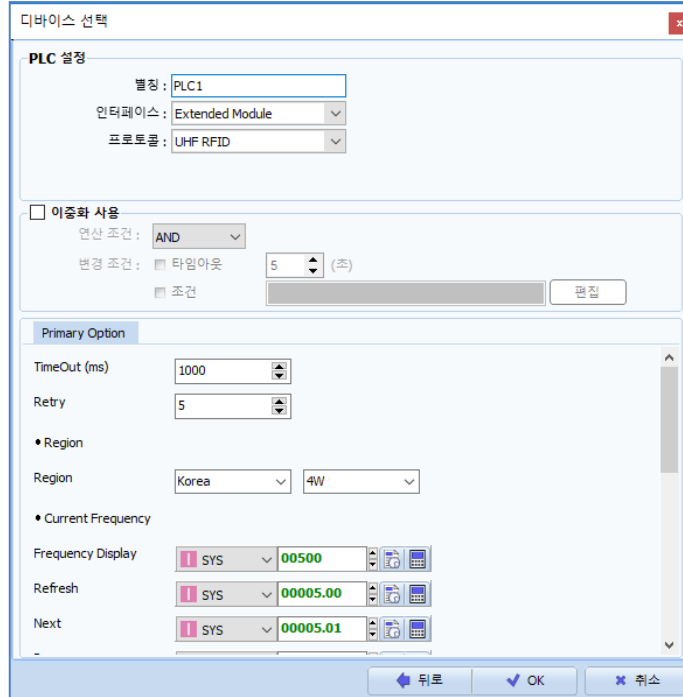 디바이스 선택
PLC 설정
별칭 : PLC1
인터페이스 : Extended Module
프로토콜 : UHF RFID
이중화 사용
연산 조건 : AND
변경 조건 : 타임아웃 5 (초)
조건 편집
Primary Option
TimeOut (ms) 1000
Retry 5
• Region
Region Korea 4W
• Current Frequency
Frequency Display SYS 00500
Refresh SYS 00005.00
Next SYS 00005.01
뒤로 OK 취소